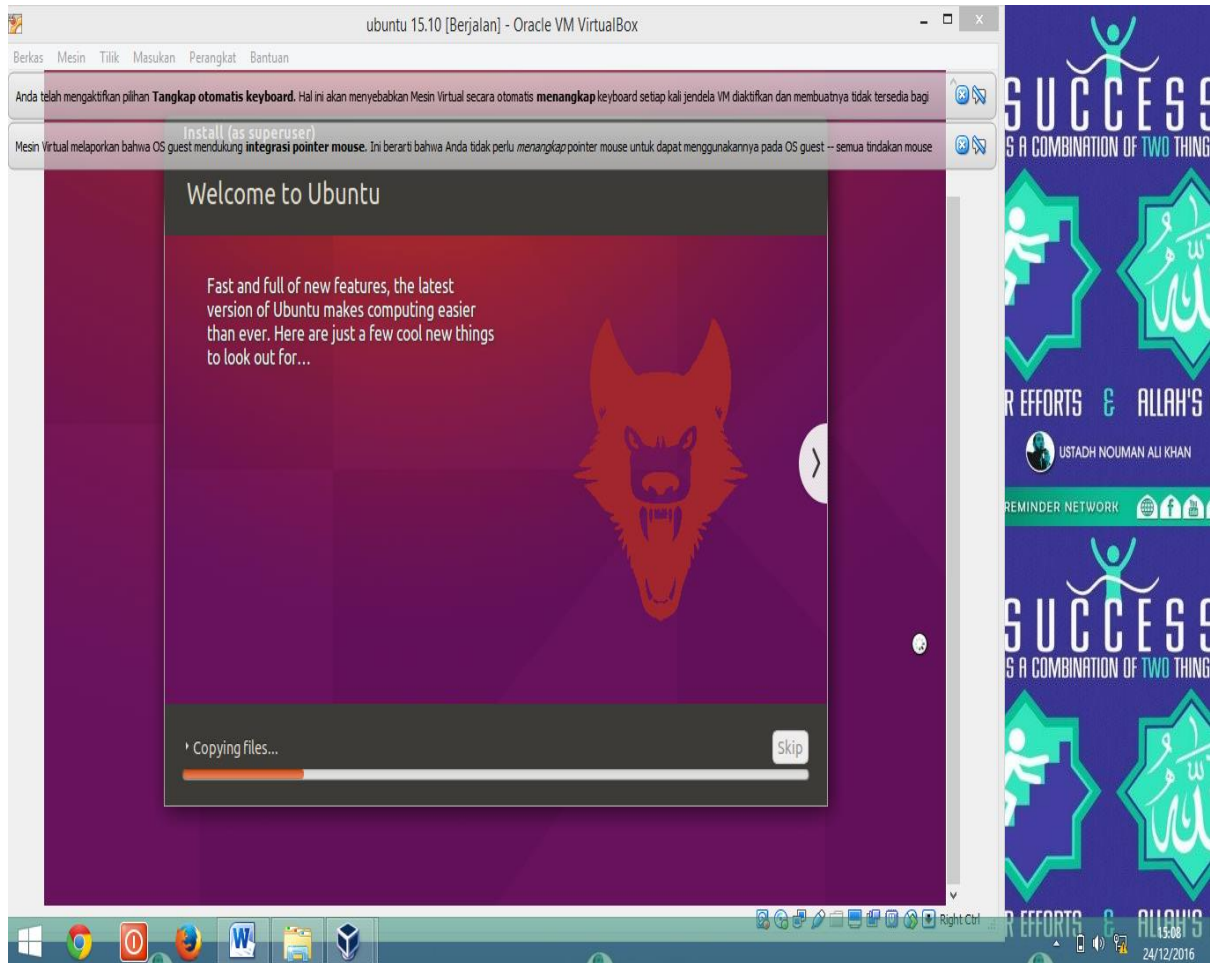 ubuntu 15.10 [Berjalan] - Oracle VM VirtualBox
Berkas Mesin Tilik Masukan Perangkat Bantuan
Anda telah mengaktifkan pilihan Tangkap otomatis keyboard. Hal ini akan menyebabkan Mesin Virtual secara otomatis menangkap keyboard setiap kali jendela VM diaktifkan dan membuatnya tidak tersedia bagi
Install (as superuser)
Mesin Virtual melaporkan bahwa OS guest mendukung integrasi pointer mouse. Ini berarti bahwa Anda tidak perlu menangkap pointer mouse untuk dapat menggunakannya pada OS guest -- semua tindakan mouse
Welcome to Ubuntu
Fast and full of new features, the latest
version of Ubuntu makes computing easier
than ever. Here are just a few cool new things
to look out for...
Copying files...
Skip
Right Ctrl
SUCCESS
S A COMBINATION OF TWO THING
الله
R EFFORTS & ALLAH'S
USTADH NOUMAN ALI KHAN
REMINDER NETWORK
SUCCESS
S A COMBINATION OF TWO THING
الله
R EFFORTS & ALLAH'S
15:08
24/12/2016